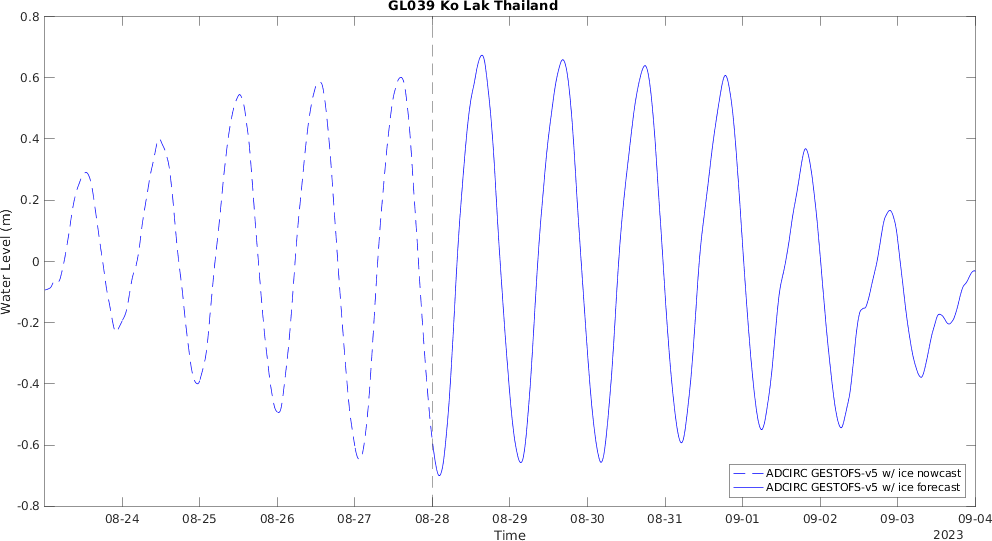 GL039 Ko Lak Thailand
0.8
0.6
0.4
0.2
0
-0.2
-0.4
-0.6
-0.8
Water Level (m)
ADCIRC GESTOFS-v5 w/ ice nowcast
ADCIRC GESTOFS-v5 w/ ice forecast
08-24 08-25 08-26 08-27 08-28 08-29 08-30 08-31 09-01 09-02 09-03 09-04
Time
2023